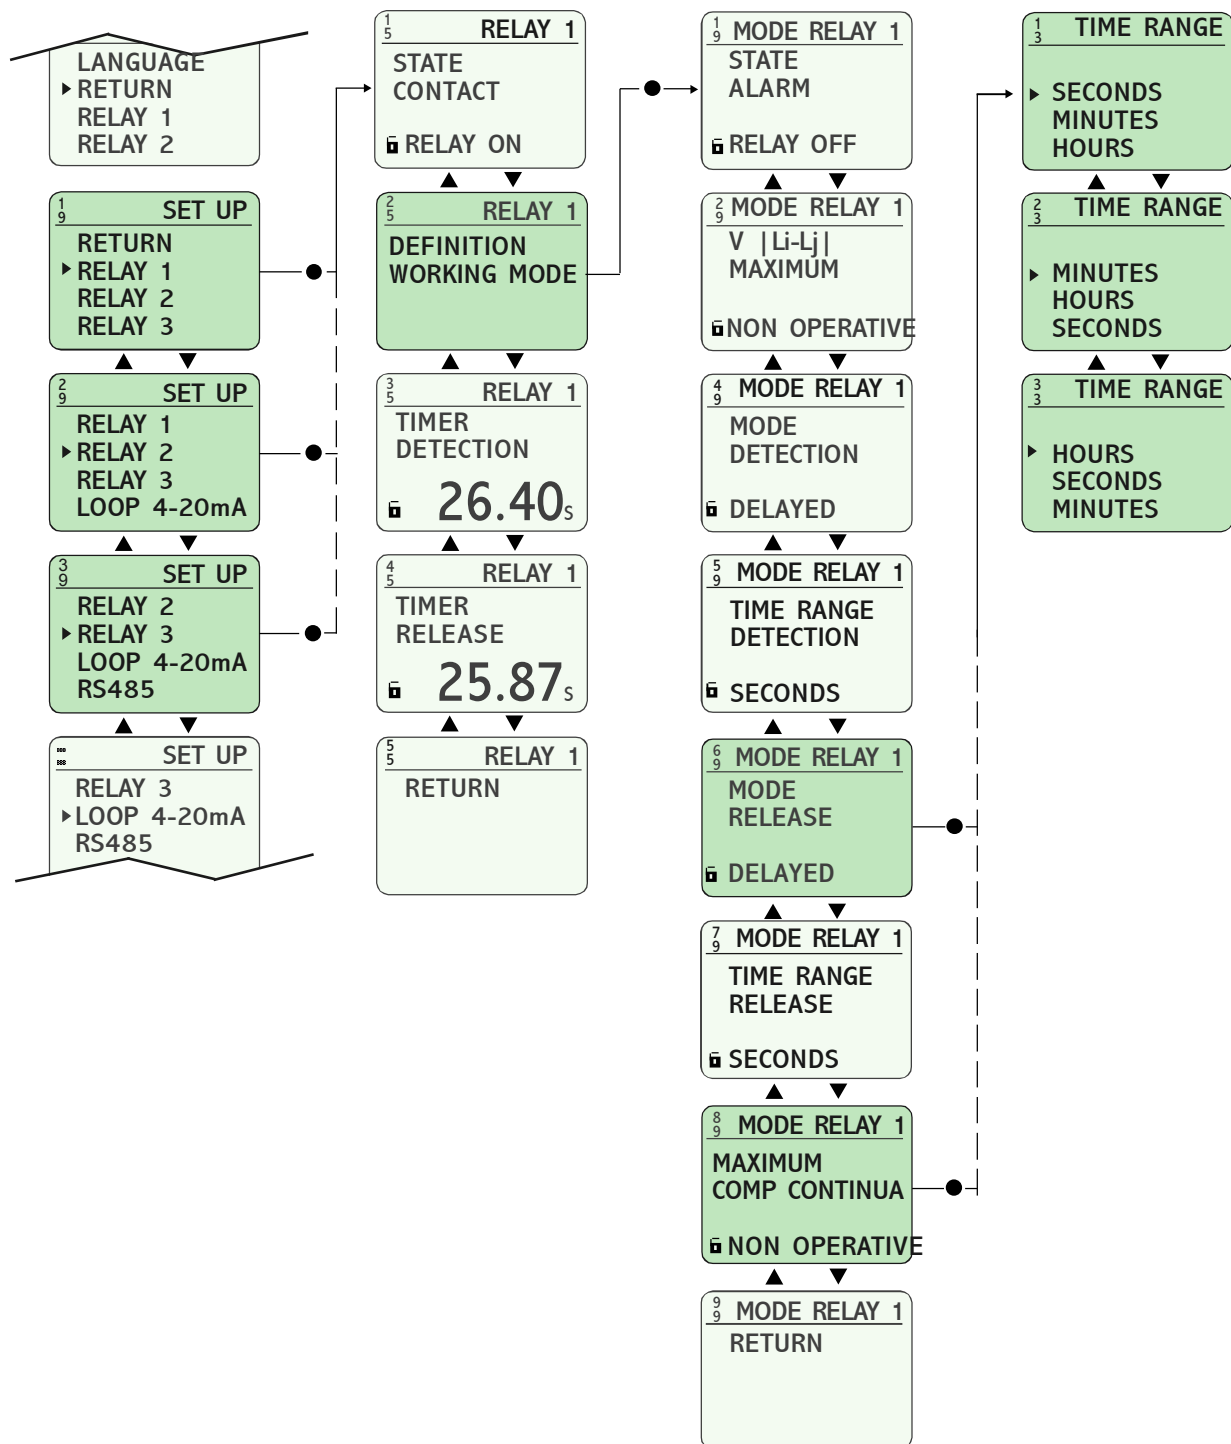 LANGUAGE
RETURN
RELAY 1
RELAY 2
1
9
SET UP
RETURN
RELAY 1
RELAY 2
RELAY 3
2
9
SET UP
RELAY 1
RELAY 2
RELAY 3
LOOP 4-20mA
3
9
SET UP
RELAY 2
RELAY 3
LOOP 4-20mA
RS485
SET UP
RELAY 3
LOOP 4-20mA
RS485
1
5
RELAY 1
STATE
CONTACT
RELAY ON
2
5
RELAY 1
DEFINITION
WORKING MODE
3
5
RELAY 1
TIMER
DETECTION
26.40s
4
5
RELAY 1
TIMER
RELEASE
25.87s
5
5
RELAY 1
RETURN
1
9
MODE RELAY 1
STATE
ALARM
RELAY OFF
2
9
MODE RELAY 1
V |Li-Lj|
MAXIMUM
NON OPERATIVE
4
9
MODE RELAY 1
MODE
DETECTION
DELAYED
5
9
MODE RELAY 1
TIME RANGE
DETECTION
SECONDS
6
9
MODE RELAY 1
MODE
RELEASE
DELAYED
7
9
MODE RELAY 1
TIME RANGE
RELEASE
SECONDS
8
9
MODE RELAY 1
MAXIMUM
COMP CONTINUA
NON OPERATIVE
9
9
MODE RELAY 1
RETURN
1
3
TIME RANGE
SECONDS
MINUTES
HOURS
2
3
TIME RANGE
MINUTES
HOURS
SECONDS
3
3
TIME RANGE
HOURS
SECONDS
MINUTES